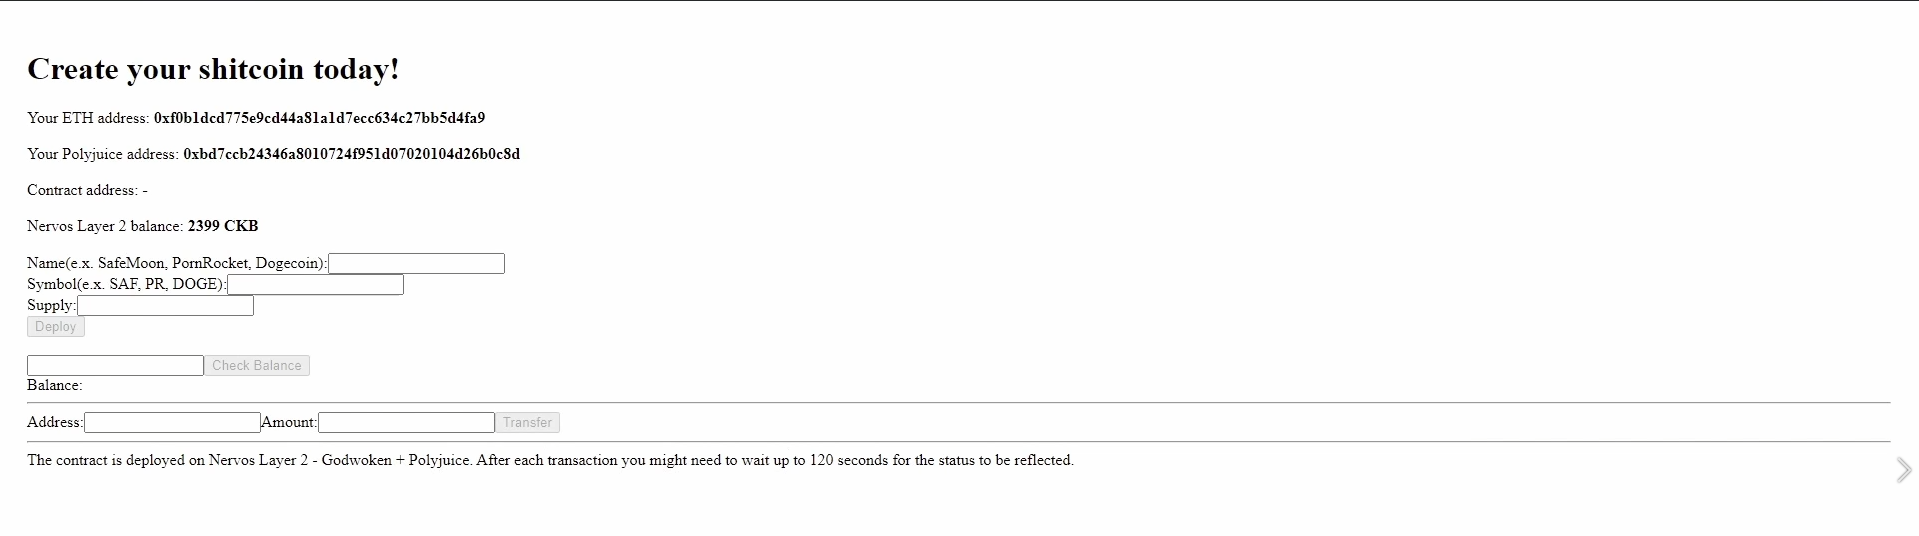 Create your shitcoin today!
Your ETH address: 0xf0b1dcd775e9cd44a81a1d7ecc634c27bb5d4fa9
Your Polyjuice address: 0xbd7ccb24346a8010724f951d07020104d26b0c8d
Contract address: -
Nervos Layer 2 balance: 2399 CKB
Name(e.x. SafeMoon, PornRocket, Dogecoin):
Symbol(e.x. SAF, PR, DOGE):
Supply:
Deploy
Check Balance
Balance:
Address: Amount: Transfer
The contract is deployed on Nervos Layer 2 - Godwoken + Polyjuice. After each transaction you might need to wait up to 120 seconds for the status to be reflected.